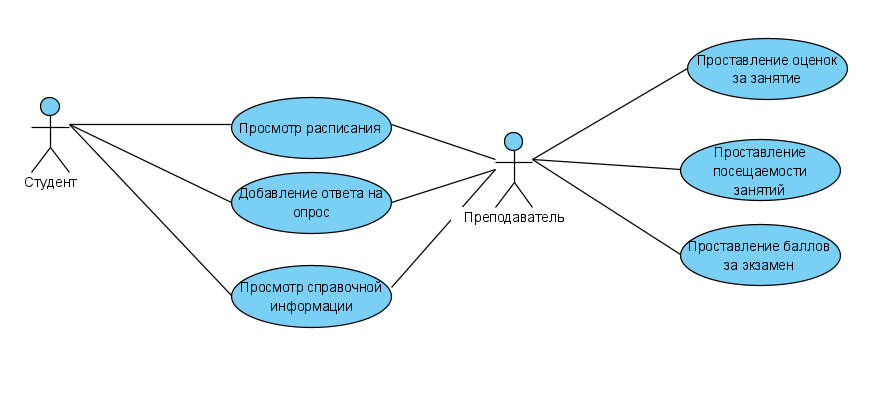 Студент
Просмотр расписания
Добавление ответа на
опрос
Просмотр справочной
информации
Преподаватель
Проставление оценок
за занятие
Проставление
посещаемости
занятий
Проставление баллов
за экзамен